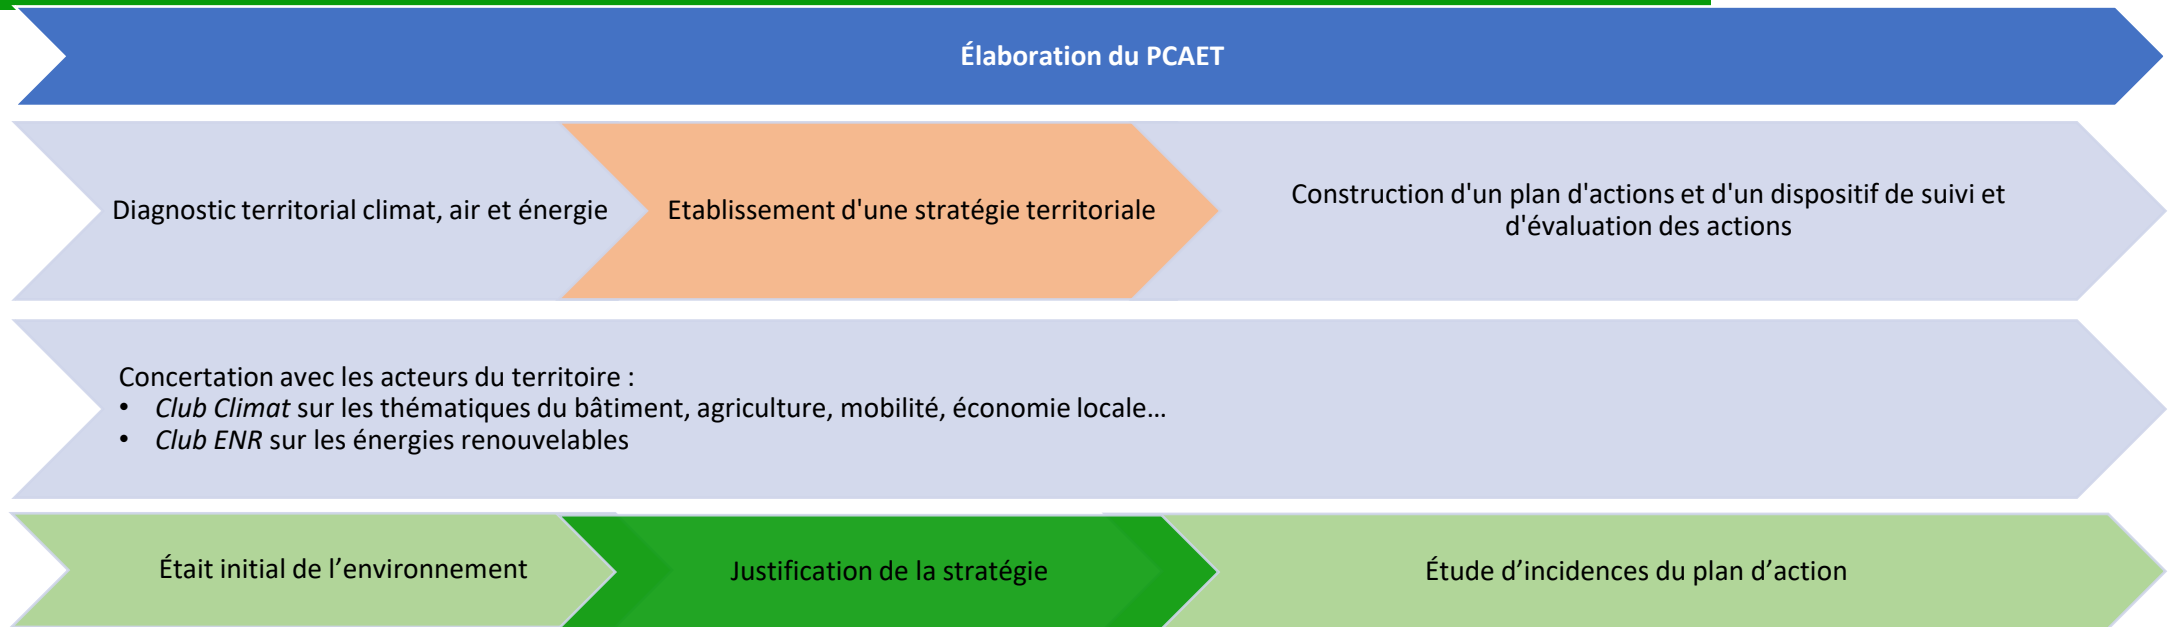 Élaboration du PCAET
Diagnostic territorial climat, air et énergie
Etablissement d'une stratégie territoriale
Construction d'un plan d'actions et d'un dispositif de suivi et
d'évaluation des actions
Concertation avec les acteurs du territoire :
• Club Climat sur les thématiques du bâtiment, agriculture, mobilité, économie locale…
• Club ENR sur les énergies renouvelables
Était initial de l’environnement
Justification de la stratégie
Étude d’incidences du plan d’action